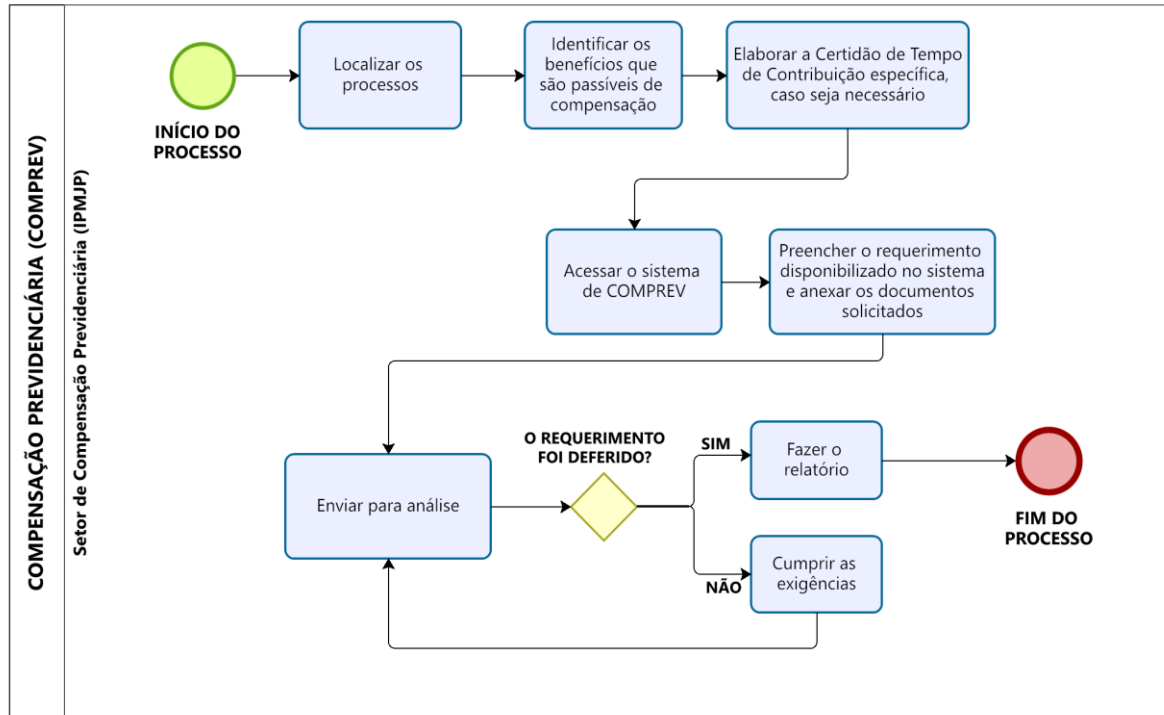 COMPENSAÇÃO PREVIDENCIÁRIA (COMPREV)
Setor de Compensação Previdenciária (IPMJP)
INÍCIO DO
PROCESSO
Localizar os
processos
Identificar os
benefícios que
são passíveis de
compensação
Elaborar a Certidão de Tempo
de Contribuição específica,
caso seja necessário
Acessar o sistema
de COMPREV
Preencher o requerimento
disponibilizado no sistema
e anexar os documentos
solicitados
Enviar para análise
O REQUERIMENTO
FOI DEFERIDO?
SIM
Fazer o
relatório
FIM DO
PROCESSO
NÃO
Cumprir as
exigências